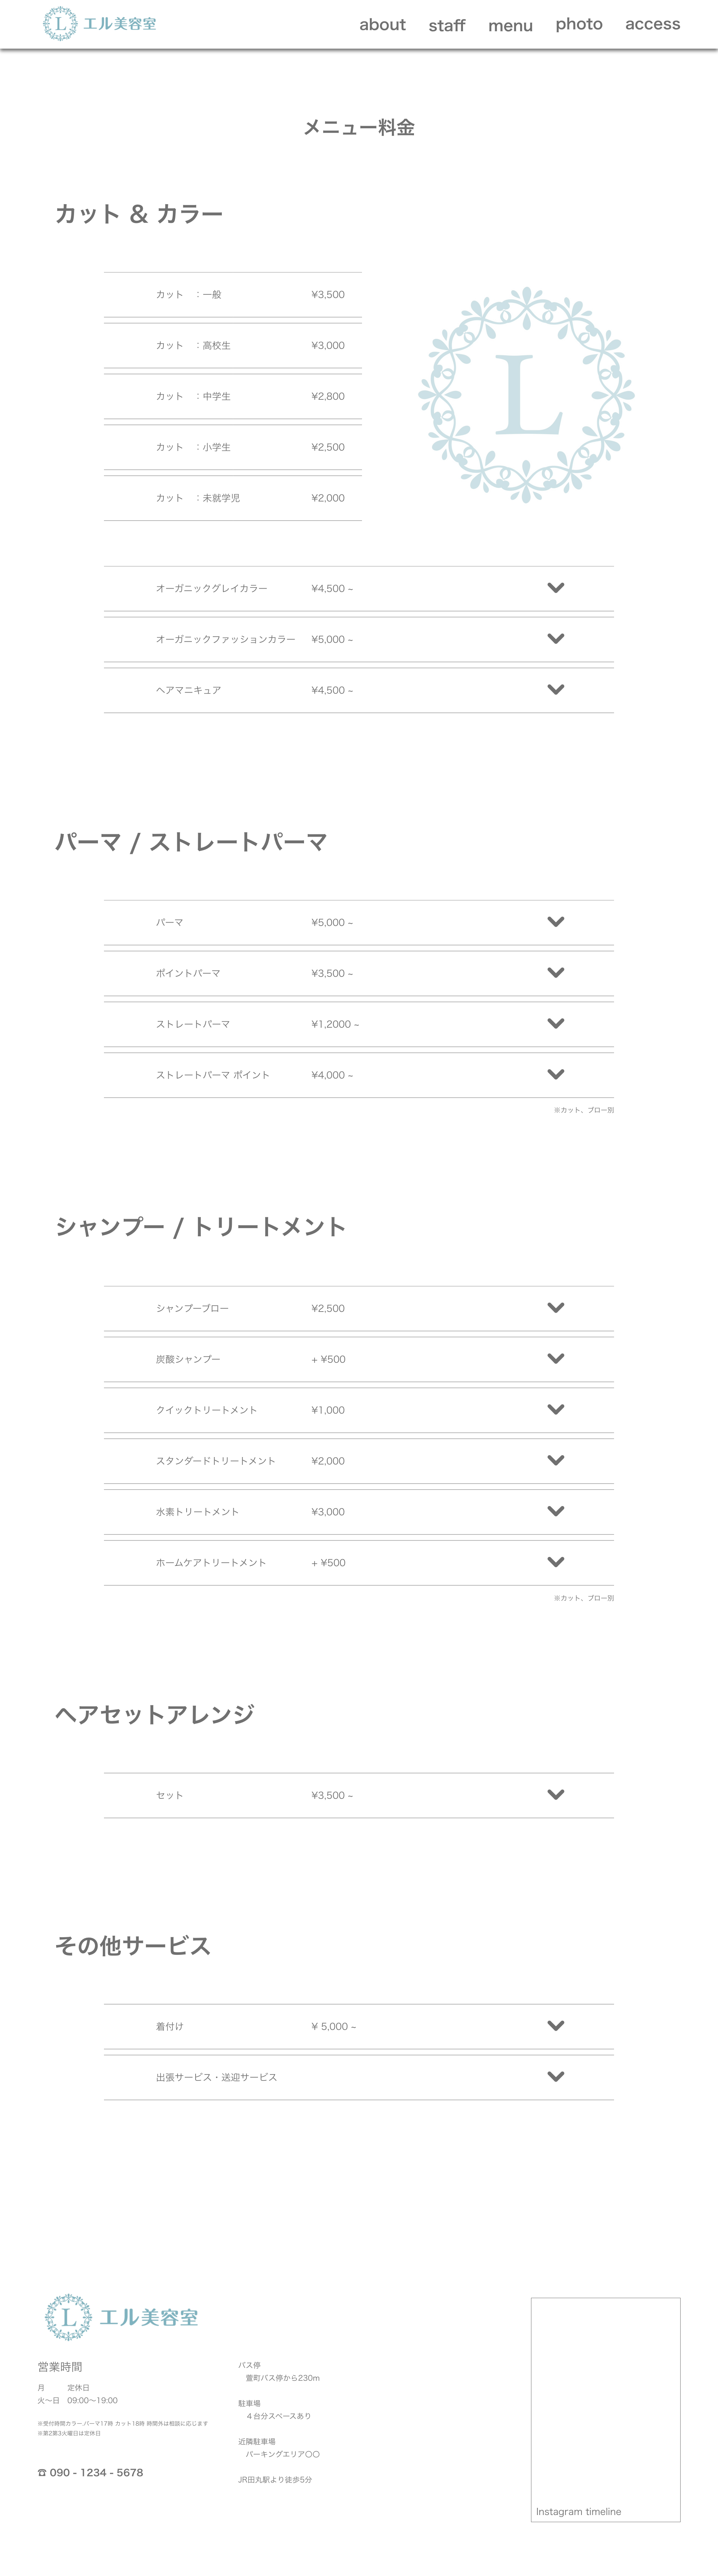 L エル美容室 about staff menu photo access
メニュー料金
カット & カラー
カット　：一般 ¥3,500
カット　：高校生 ¥3,000
カット　：中学生 ¥2,800
カット　：小学生 ¥2,500
カット　：未就学児 ¥2,000
L
オーガニックグレイカラー ¥4,500 ~
オーガニックファッションカラー ¥5,000 ~
ヘアマニキュア ¥4,500 ~
パーマ / ストレートパーマ
パーマ ¥5,000 ~
ポイントパーマ ¥3,500 ~
ストレートパーマ ¥1,2000 ~
ストレートパーマ ポイント ¥4,000 ~
※カット、ブロー別
シャンプー / トリートメント
シャンプーブロー ¥2,500
炭酸シャンプー + ¥500
クイックトリートメント ¥1,000
スタンダードトリートメント ¥2,000
水素トリートメント ¥3,000
ホームケアトリートメント + ¥500
※カット、ブロー別
ヘアセットアレンジ
セット ¥3,500 ~
その他サービス
着付け ¥ 5,000 ~
出張サービス・送迎サービス
L エル美容室
営業時間
月　　　定休日
火〜日　09:00〜19:00
※受付時間カラーパーマ17時 カット18時 時間外は相談に応じます
※第2第3火曜日は定休日
☎ 090 - 1234 - 5678
バス停
萱町バス停から230m
駐車場
４台分スペースあり
近隣駐車場
パーキングエリア〇〇
JR田丸駅より徒歩5分
Instagram timeline